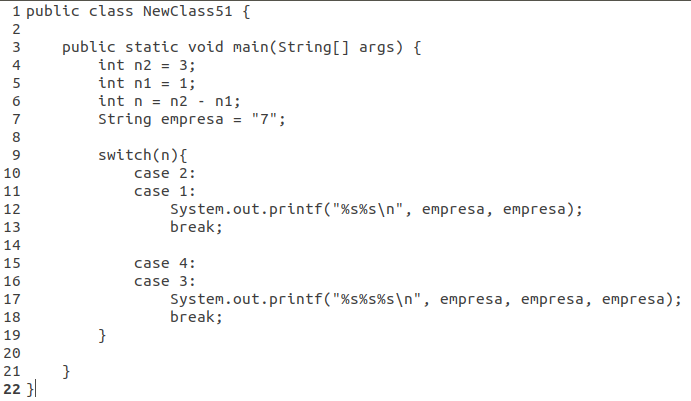 1 public class NewClass51 {
2
3     public static void main(String[] args) {
4         int n2 = 3;
5         int n1 = 1;
6         int n = n2 - n1;
7         String empresa = "7";
8
9         switch(n){
10             case 2:
11             case 1:
12                 System.out.printf("%s%s\n", empresa, empresa);
13                 break;
14
15             case 4:
16             case 3:
17                 System.out.printf("%s%s%s\n", empresa, empresa, empresa);
18                 break;
19         }
20
21     }
22 }